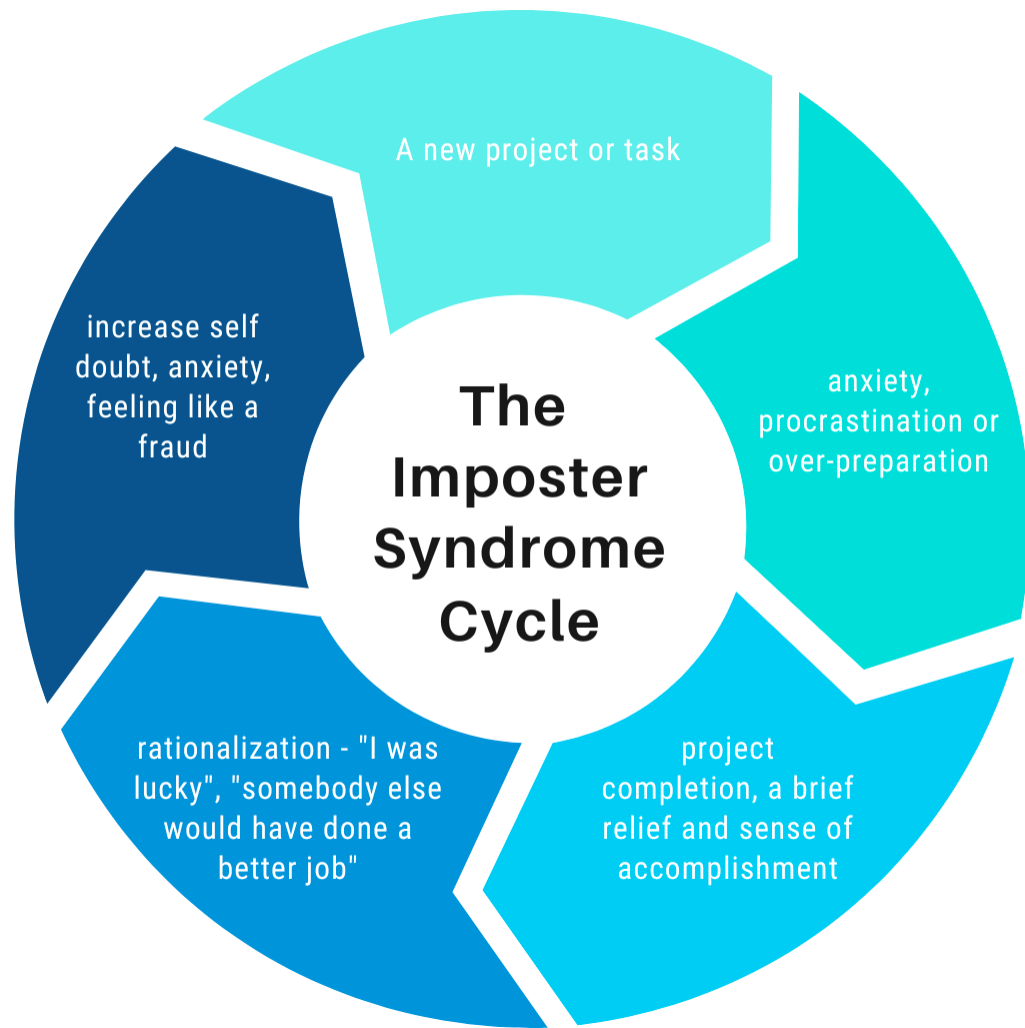 A new project or task
anxiety,
procrastination or
over-preparation
project
completion, a brief
relief and sense of
accomplishment
rationalization - "I was
lucky", "somebody else
would have done a
better job"
increase self
doubt, anxiety,
feeling like a
fraud
The
Imposter
Syndrome
Cycle